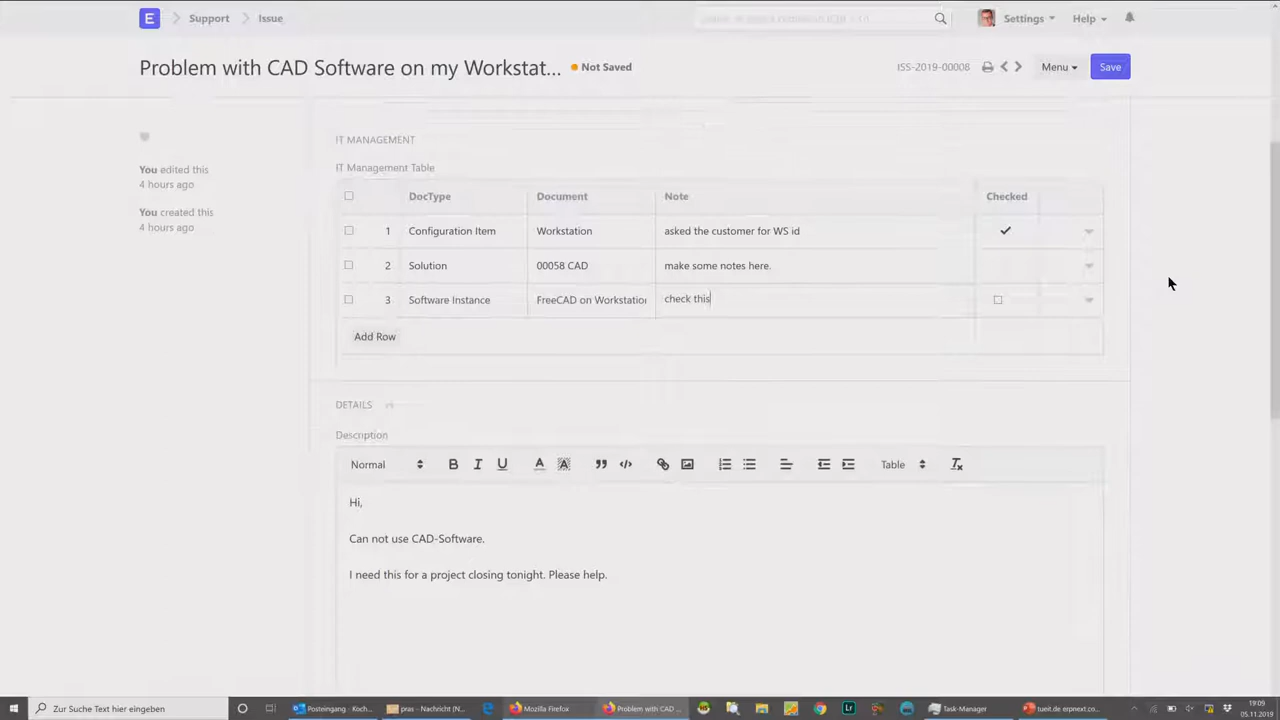 E Support Issue
Settings Help
Problem with CAD Software on my Workstat... Not Saved
ISS-2019-00008 Menu Save
IT MANAGEMENT
IT Management Table
DocType Document Note Checked
1 Configuration Item Workstation asked the customer for WS id
2 Solution 00058 CAD make some notes here.
3 Software Instance FreeCAD on Workstation check this
Add Row
You edited this
4 hours ago
You created this
4 hours ago
DETAILS
Description
Normal B I U A A Table
Hi,
Can not use CAD-Software.
I need this for a project closing tonight. Please help.
Zur Suche Text hier eingeben
Posteingang - Koch...
pras - Nachricht (N...
Mozilla Firefox
Problem with CAD ...
Lr
Task-Manager
tueit.de.erpnext.co...
19:09
05.11.2019